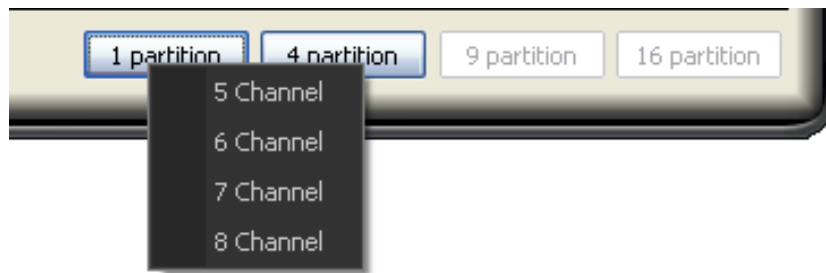 1 partition 4 partition 9 partition 16 partition
5 Channel
6 Channel
7 Channel
8 Channel